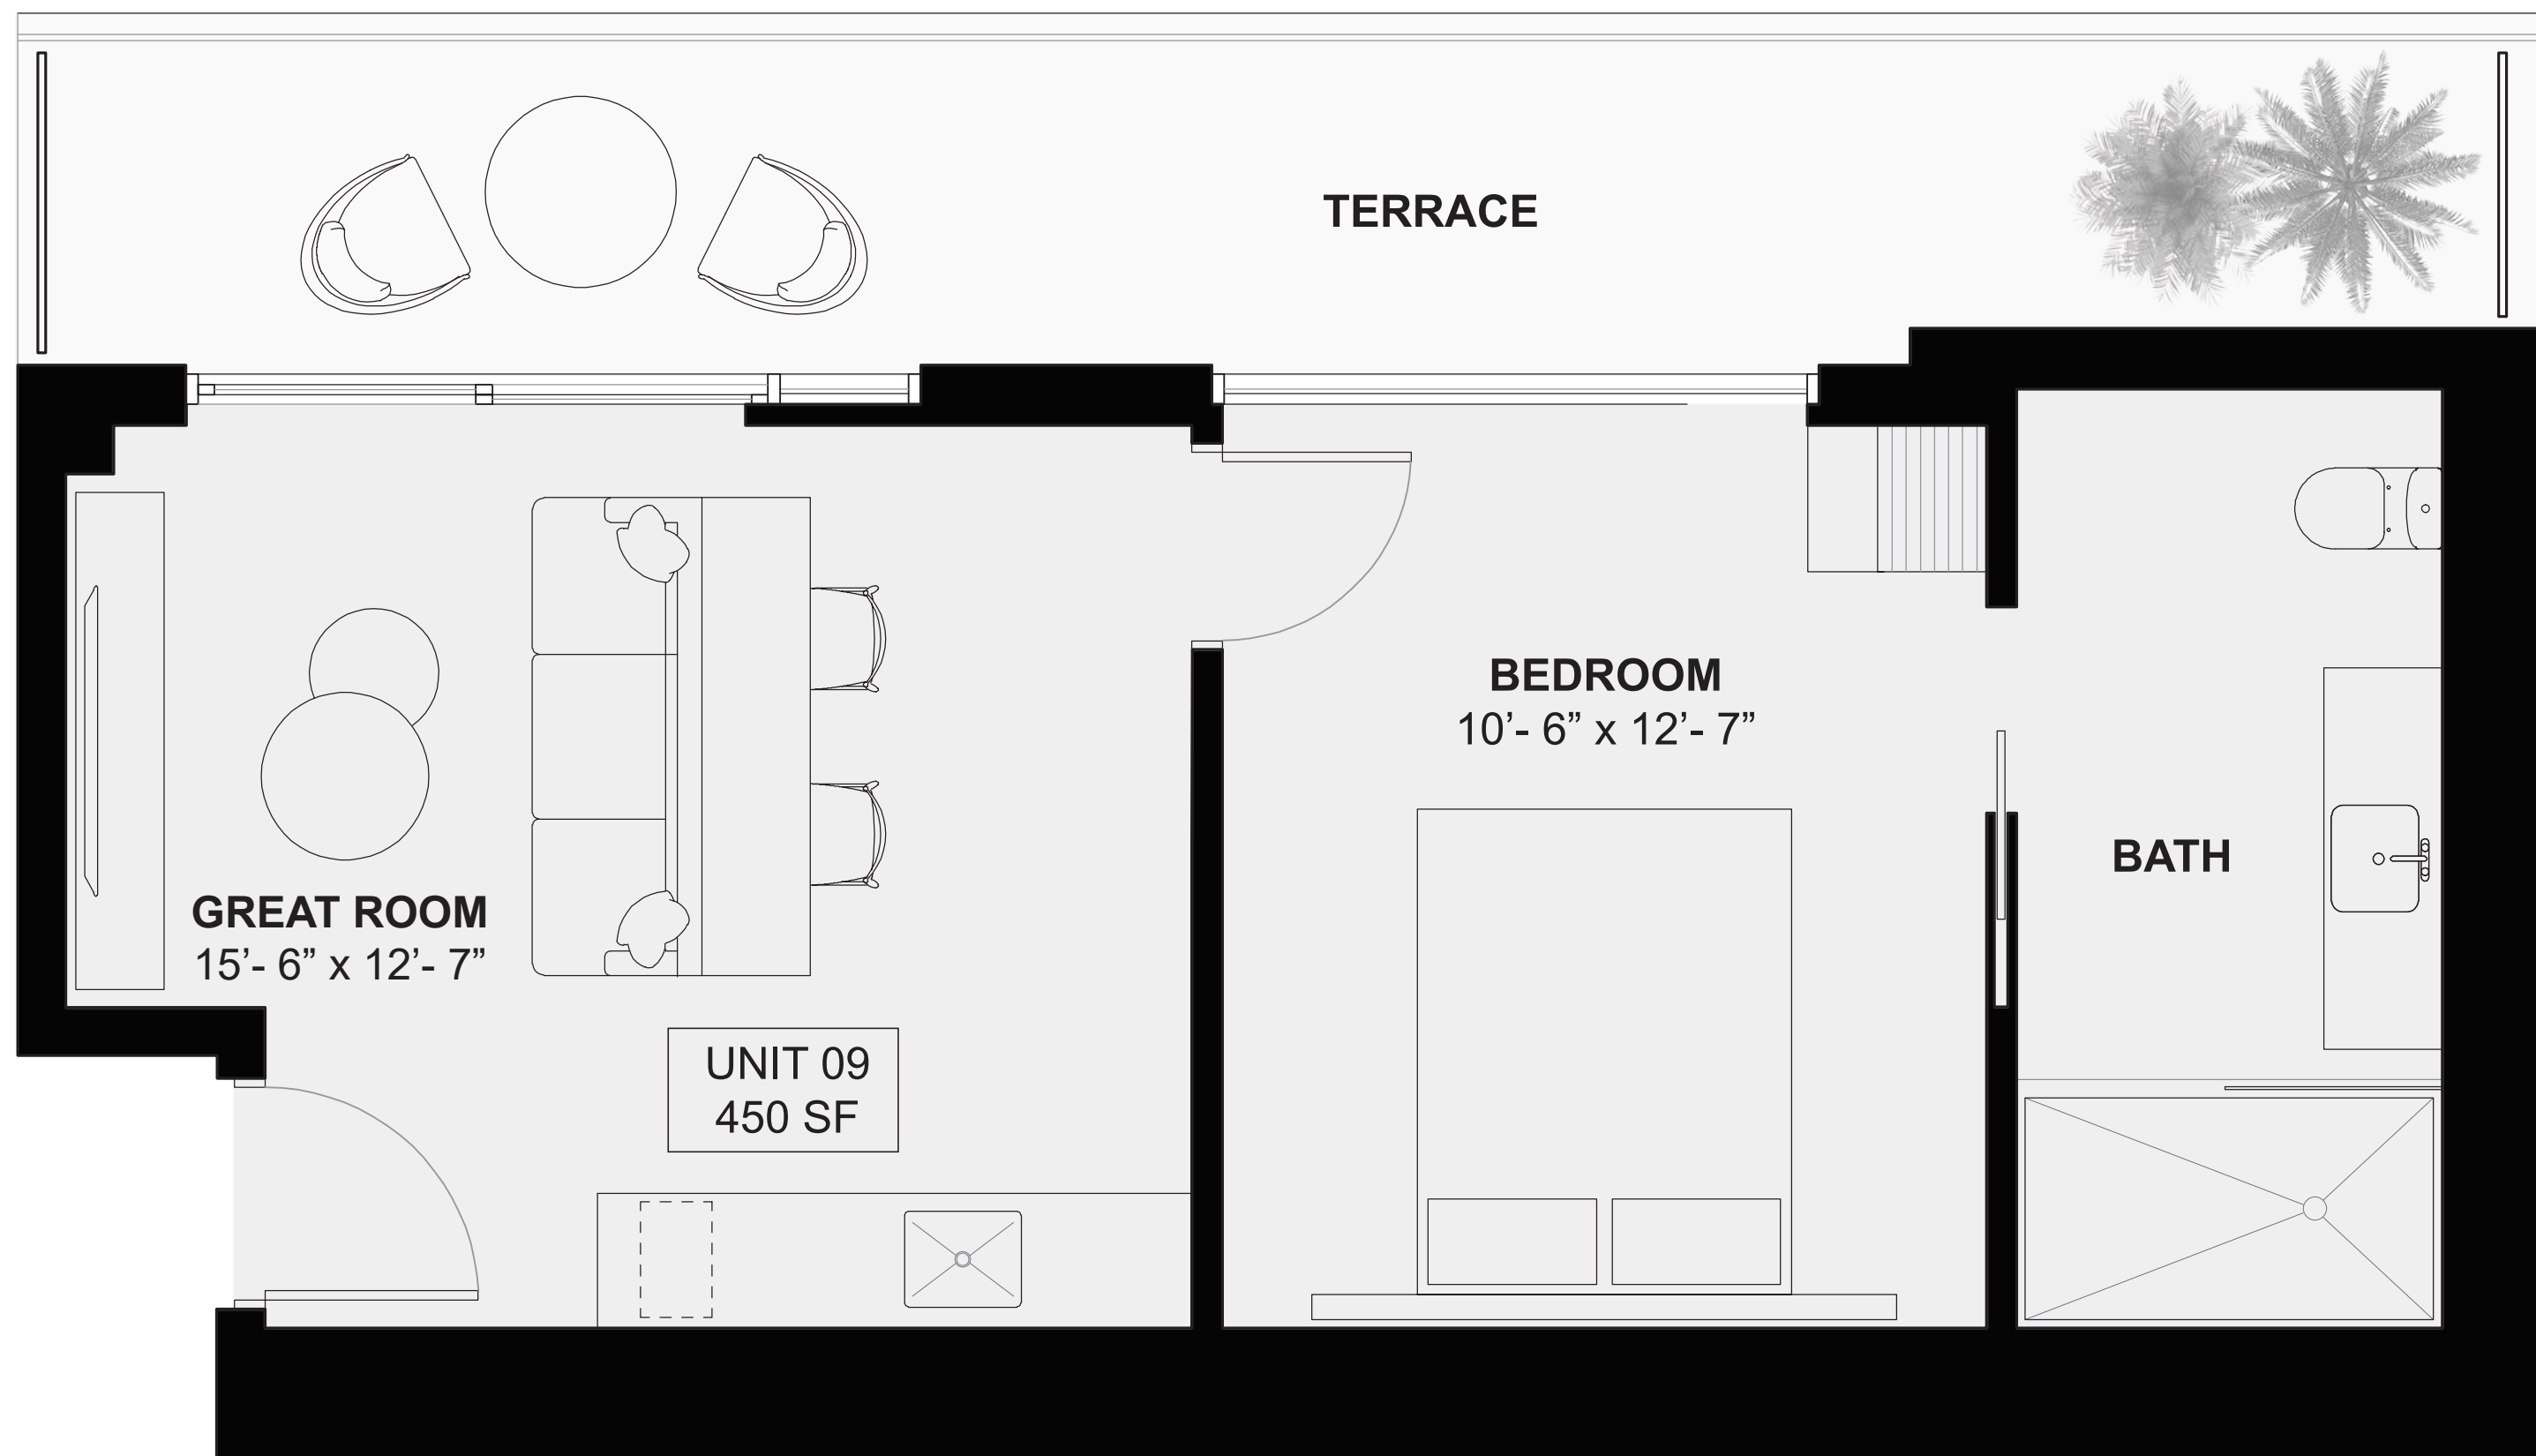 TERRACE
BEDROOM
10’- 6” x 12’- 7”
BATH
GREAT ROOM
15’- 6” x 12’- 7”
UNIT 09
450 SF